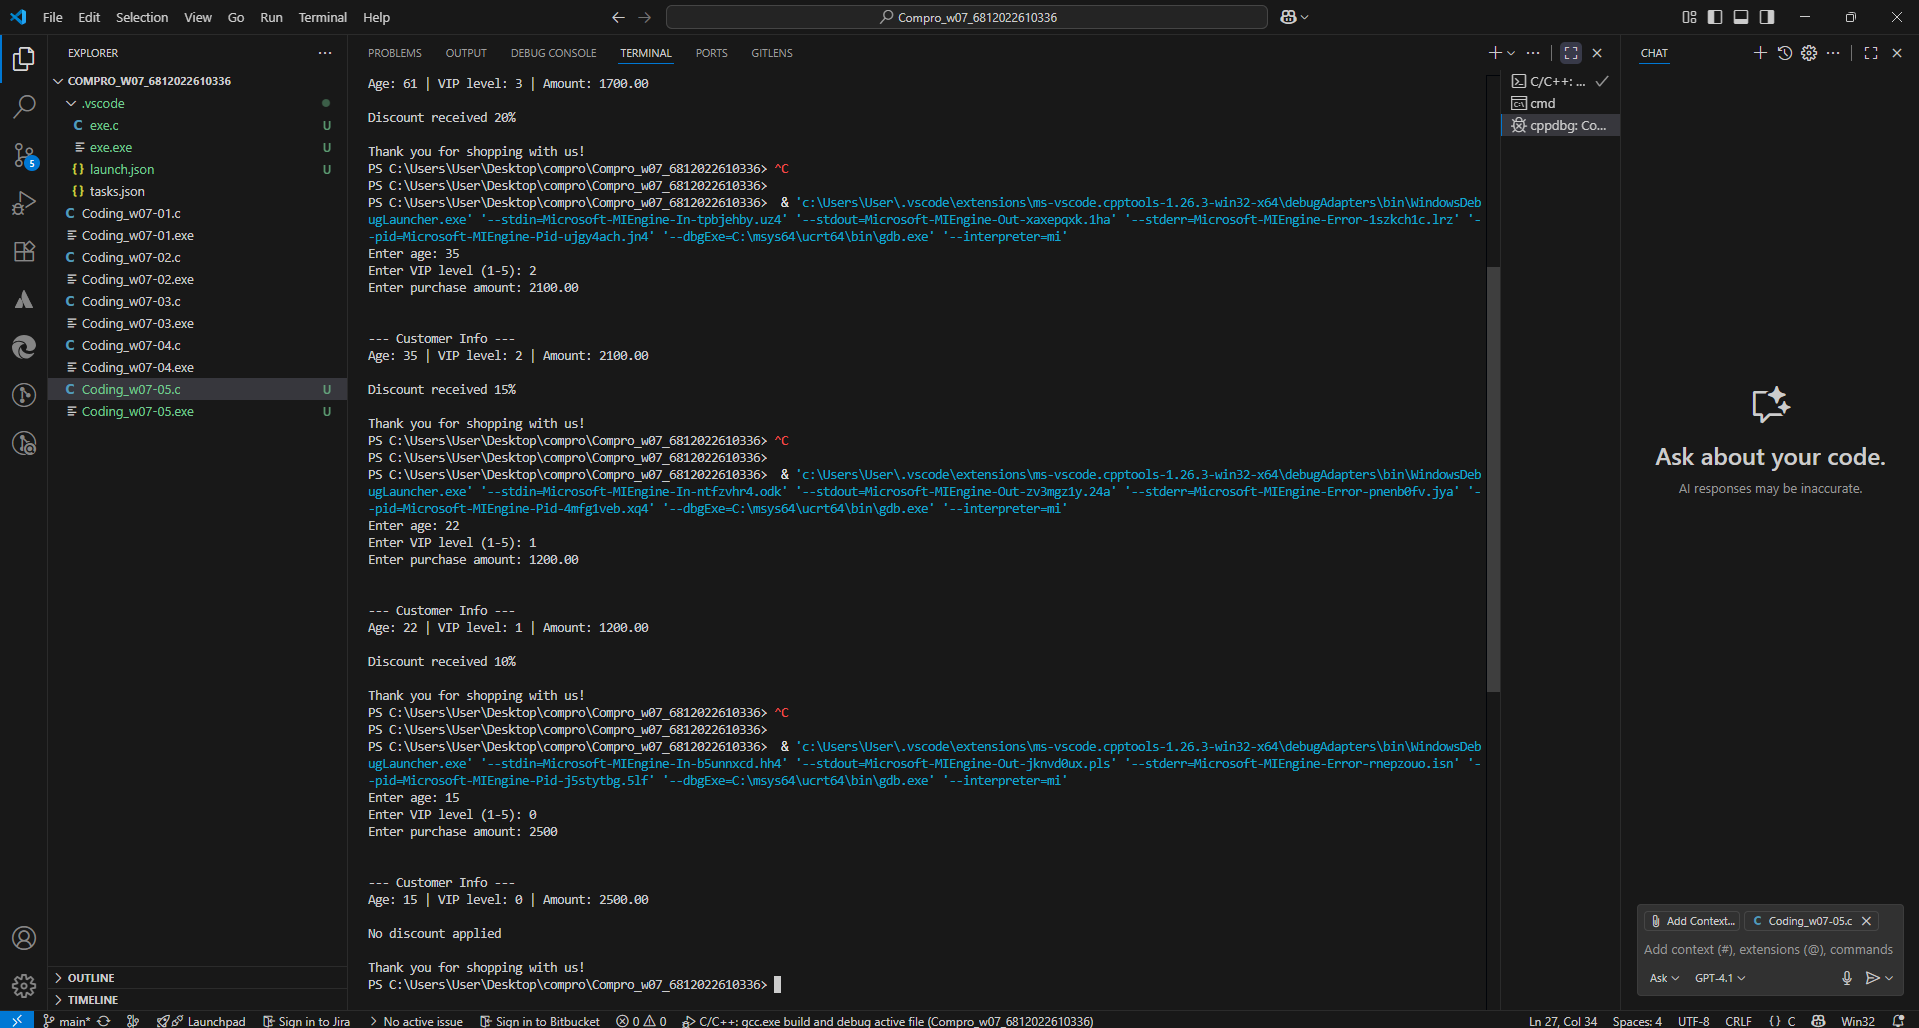 File Edit Selection View Go Run Terminal Help
Compro_w07_6812022610336
EXPLORER
COMPRO_W07_6812022610336
.vscode
C exe.c U
exe.exe U
{} launch.json U
{} tasks.json
C Coding_w07-01.c
Coding_w07-01.exe
C Coding_w07-02.c
Coding_w07-02.exe
C Coding_w07-03.c
Coding_w07-03.exe
C Coding_w07-04.c
Coding_w07-04.exe
C Coding_w07-05.c U
Coding_w07-05.exe U
5
OUTLINE
TIMELINE
PROBLEMS OUTPUT DEBUG CONSOLE TERMINAL PORTS GITLENS
Age: 61 | VIP level: 3 | Amount: 1700.00
Discount received 20%
Thank you for shopping with us!
PS C:\Users\User\Desktop\compro\Compro_w07_6812022610336> ^C
PS C:\Users\User\Desktop\compro\Compro_w07_6812022610336>
PS C:\Users\User\Desktop\compro\Compro_w07_6812022610336> & 'c:\Users\User\.vscode\extensions\ms-vscode.cpptools-1.26.3-win32-x64\debugAdapters\bin\WindowsDeb
ugLauncher.exe' '--stdin=Microsoft-MIEngine-In-tpbjehby.uz4' '--stdout=Microsoft-MIEngine-Out-xaxepqxk.1ha' '--stderr=Microsoft-MIEngine-Error-1szkch1c.lrz' '-
-pid=Microsoft-MIEngine-Pid-ujgy4ach.jn4' '--dbgExe=C:\msys64\ucrt64\bin\gdb.exe' '--interpreter=mi'
Enter age: 35
Enter VIP level (1-5): 2
Enter purchase amount: 2100.00
--- Customer Info ---
Age: 35 | VIP level: 2 | Amount: 2100.00
Discount received 15%
Thank you for shopping with us!
PS C:\Users\User\Desktop\compro\Compro_w07_6812022610336> ^C
PS C:\Users\User\Desktop\compro\Compro_w07_6812022610336>
PS C:\Users\User\Desktop\compro\Compro_w07_6812022610336> & 'c:\Users\User\.vscode\extensions\ms-vscode.cpptools-1.26.3-win32-x64\debugAdapters\bin\WindowsDeb
ugLauncher.exe' '--stdin=Microsoft-MIEngine-In-ntfzvhr4.odk' '--stdout=Microsoft-MIEngine-Out-zv3mgz1y.24a' '--stderr=Microsoft-MIEngine-Error-pnenb0fv.jya' '-
-pid=Microsoft-MIEngine-Pid-4mfg1veb.xq4' '--dbgExe=C:\msys64\ucrt64\bin\gdb.exe' '--interpreter=mi'
Enter age: 22
Enter VIP level (1-5): 1
Enter purchase amount: 1200.00
--- Customer Info ---
Age: 22 | VIP level: 1 | Amount: 1200.00
Discount received 10%
Thank you for shopping with us!
PS C:\Users\User\Desktop\compro\Compro_w07_6812022610336> ^C
PS C:\Users\User\Desktop\compro\Compro_w07_6812022610336>
PS C:\Users\User\Desktop\compro\Compro_w07_6812022610336> & 'c:\Users\User\.vscode\extensions\ms-vscode.cpptools-1.26.3-win32-x64\debugAdapters\bin\WindowsDeb
ugLauncher.exe' '--stdin=Microsoft-MIEngine-In-b5unnxcd.hh4' '--stdout=Microsoft-MIEngine-Out-jknvd0ux.pls' '--stderr=Microsoft-MIEngine-Error-rnepzouo.isn' '-
-pid=Microsoft-MIEngine-Pid-j5stytbg.5lf' '--dbgExe=C:\msys64\ucrt64\bin\gdb.exe' '--interpreter=mi'
Enter age: 15
Enter VIP level (1-5): 0
Enter purchase amount: 2500
--- Customer Info ---
Age: 15 | VIP level: 0 | Amount: 2500.00
No discount applied
Thank you for shopping with us!
PS C:\Users\User\Desktop\compro\Compro_w07_6812022610336>
C/C++: ...
cmd
cppdbg: Co...
CHAT
Ask about your code.
AI responses may be inaccurate.
Add Context... C Coding_w07-05.c
Add context (#), extensions (@), commands
Ask GPT-4.1
main* Launchpad Sign in to Jira No active issue Sign in to Bitbucket 0 0 C/C++: gcc.exe build and debug active file (Compro_w07_6812022610336) Ln 27, Col 34 Spaces: 4 UTF-8 CRLF {} C Win32